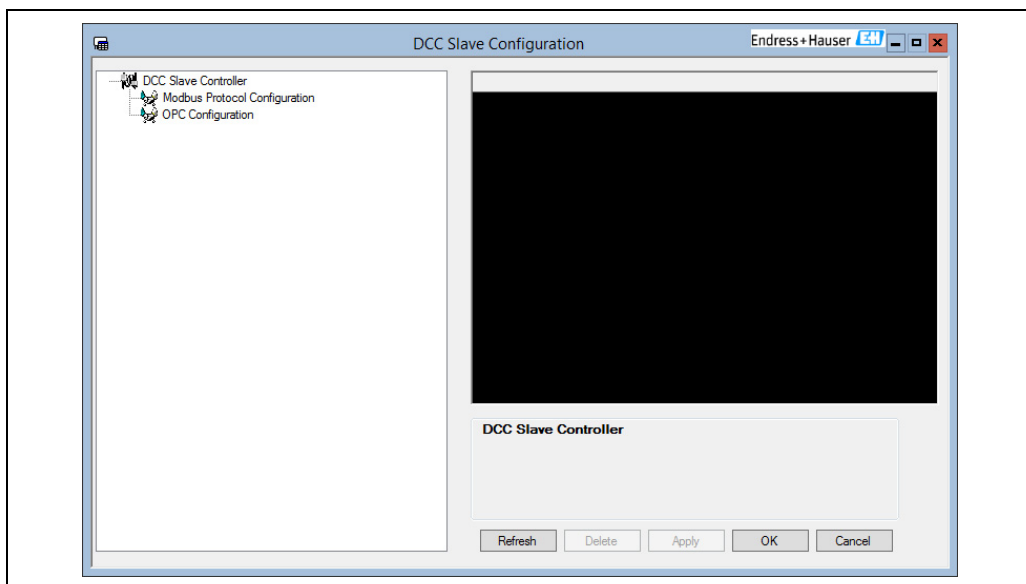 DCC Slave Configuration
Endress+Hauser EH
DCC Slave Controller
Modbus Protocol Configuration
OPC Configuration
DCC Slave Controller
Refresh
Delete
Apply
OK
Cancel